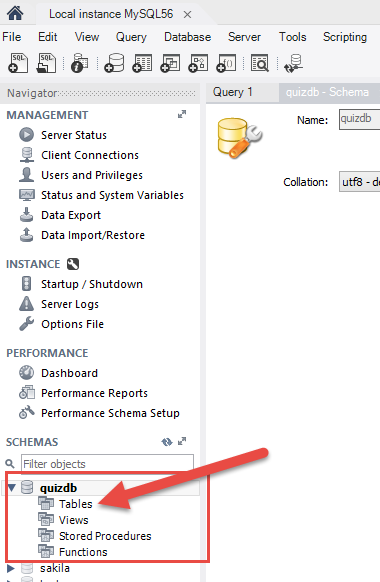 Local instance MySQL56
File Edit View Query Database Server Tools Scripting
SQL SQL
Navigator
Query 1 quizdb - Schema
MANAGEMENT
Name: quizdb
Server Status
Client Connections
Users and Privileges
Collation: utf8 - de
Status and System Variables
Data Export
Data Import/Restore
INSTANCE
Startup / Shutdown
Server Logs
Options File
PERFORMANCE
Dashboard
Performance Reports
Performance Schema Setup
SCHEMAS
Filter objects
quizdb
Tables
Views
Stored Procedures
Functions
sakila